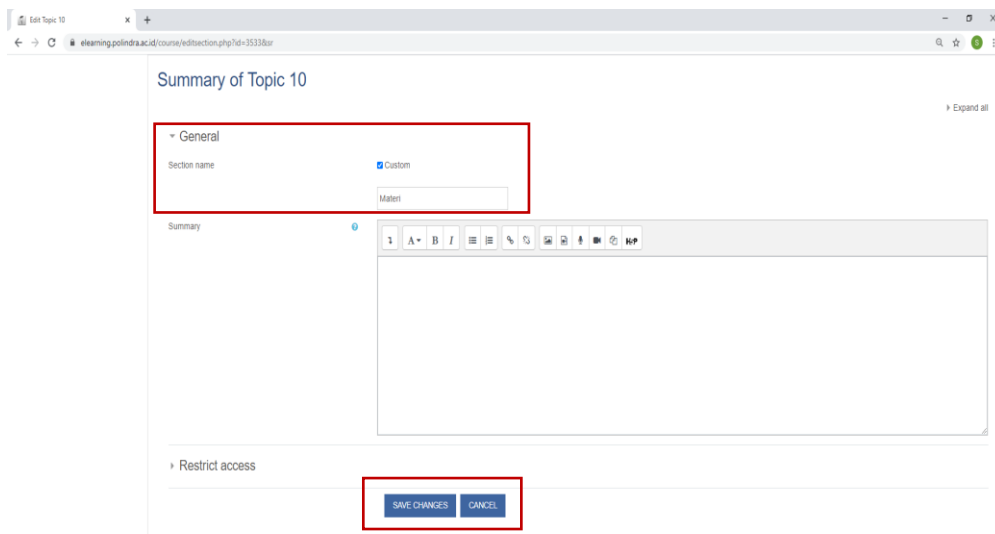 Edit Topic 10
elearning.polindra.ac.id/course/editsection.php?id=3533&sr
S
Summary of Topic 10
Expand all
General
Section name
Custom
Materi
Summary
A B I H-P
Restrict access
SAVE CHANGES CANCEL